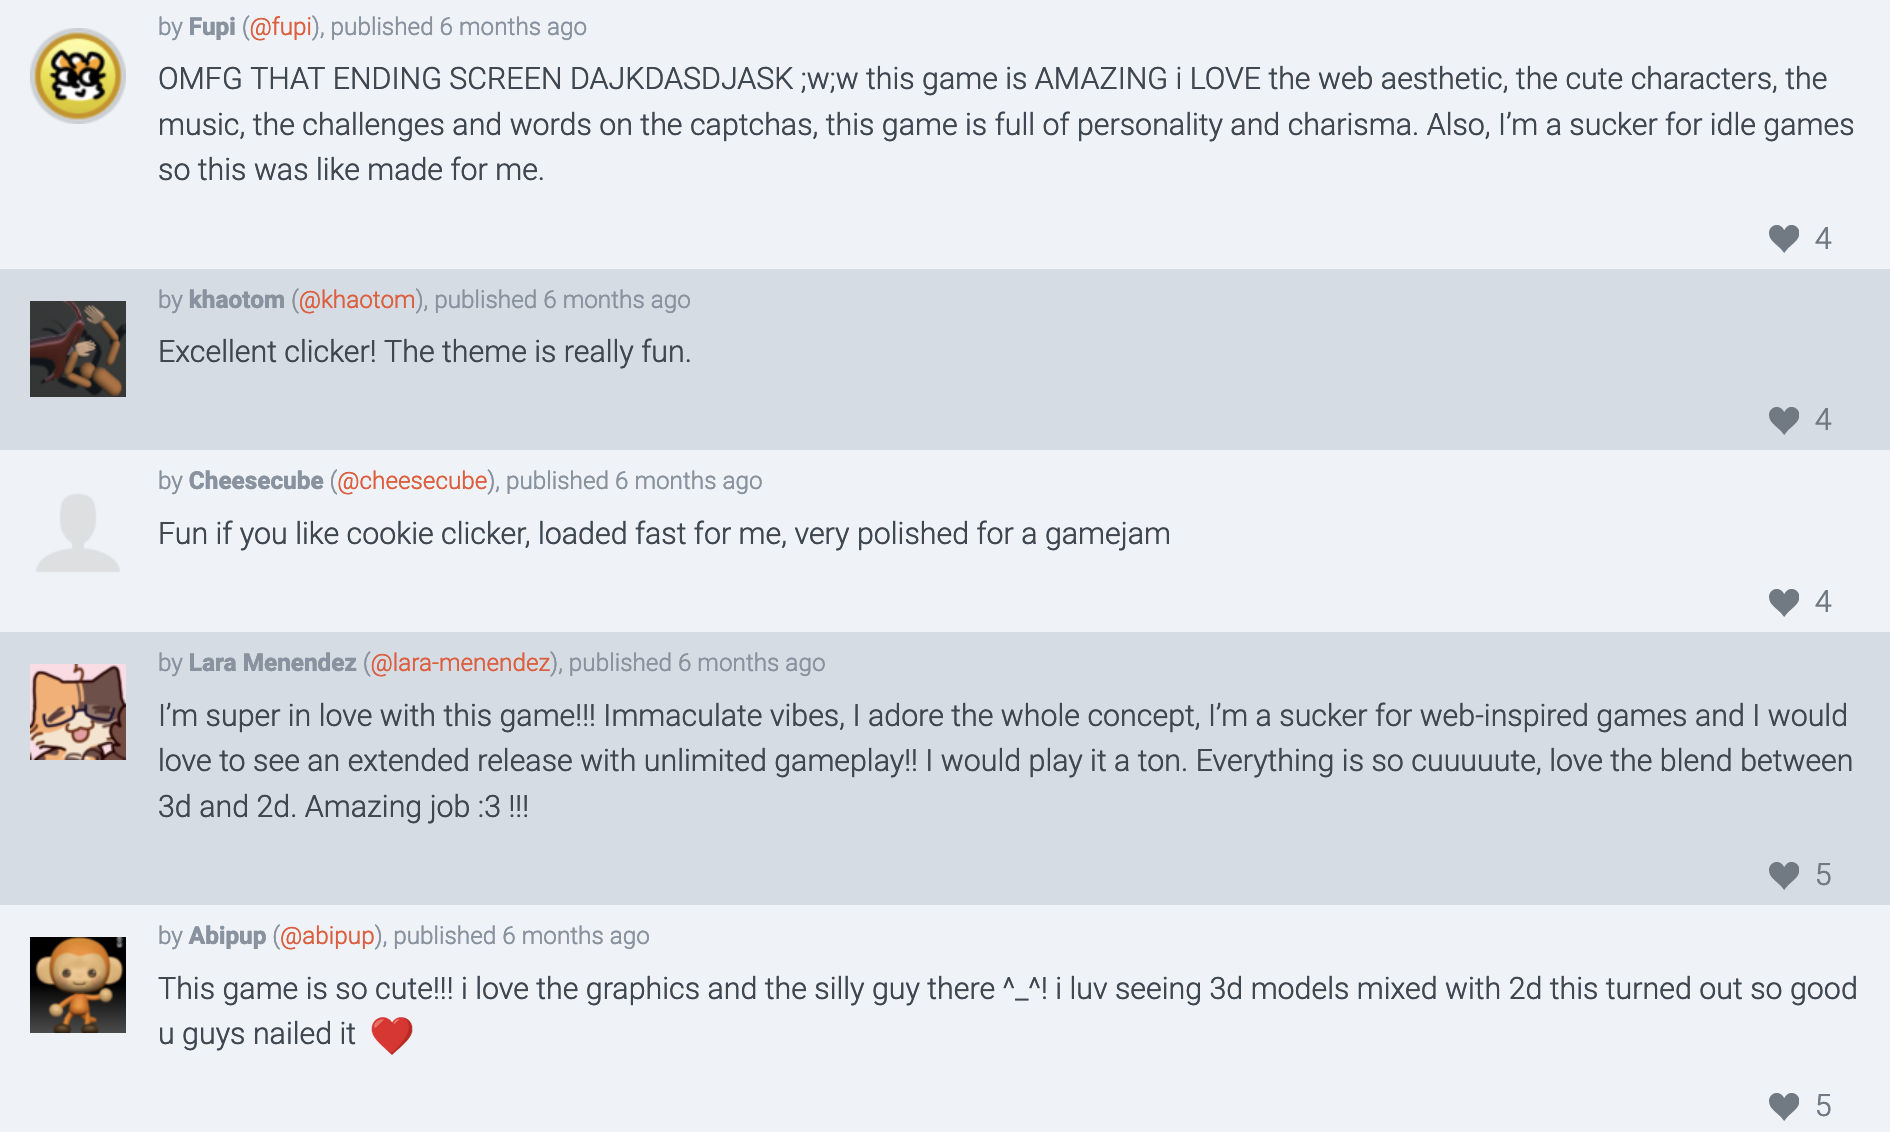 by Fupi (@fupi), published 6 months ago
OMFG THAT ENDING SCREEN DAJKDASDJASK ;w;w this game is AMAZING i LOVE the web aesthetic, the cute characters, the
music, the challenges and words on the captchas, this game is full of personality and charisma. Also, I’m a sucker for idle games
so this was like made for me.
4
by khaotom (@khaotom), published 6 months ago
Excellent clicker! The theme is really fun.
4
by Cheesecube (@cheesecube), published 6 months ago
Fun if you like cookie clicker, loaded fast for me, very polished for a gamejam
4
by Lara Menendez (@lara-menendez), published 6 months ago
I’m super in love with this game!!! Immaculate vibes, I adore the whole concept, I’m a sucker for web-inspired games and I would
love to see an extended release with unlimited gameplay!! I would play it a ton. Everything is so cuuuuute, love the blend between
3d and 2d. Amazing job :3 !!!
5
by Abipup (@abipup), published 6 months ago
This game is so cute!!! i love the graphics and the silly guy there ^_^! i luv seeing 3d models mixed with 2d this turned out so good
u guys nailed it ❤️
5